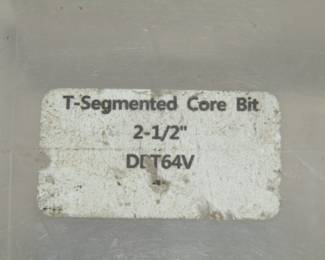 T-Segmented Core Bit
2-1/2"